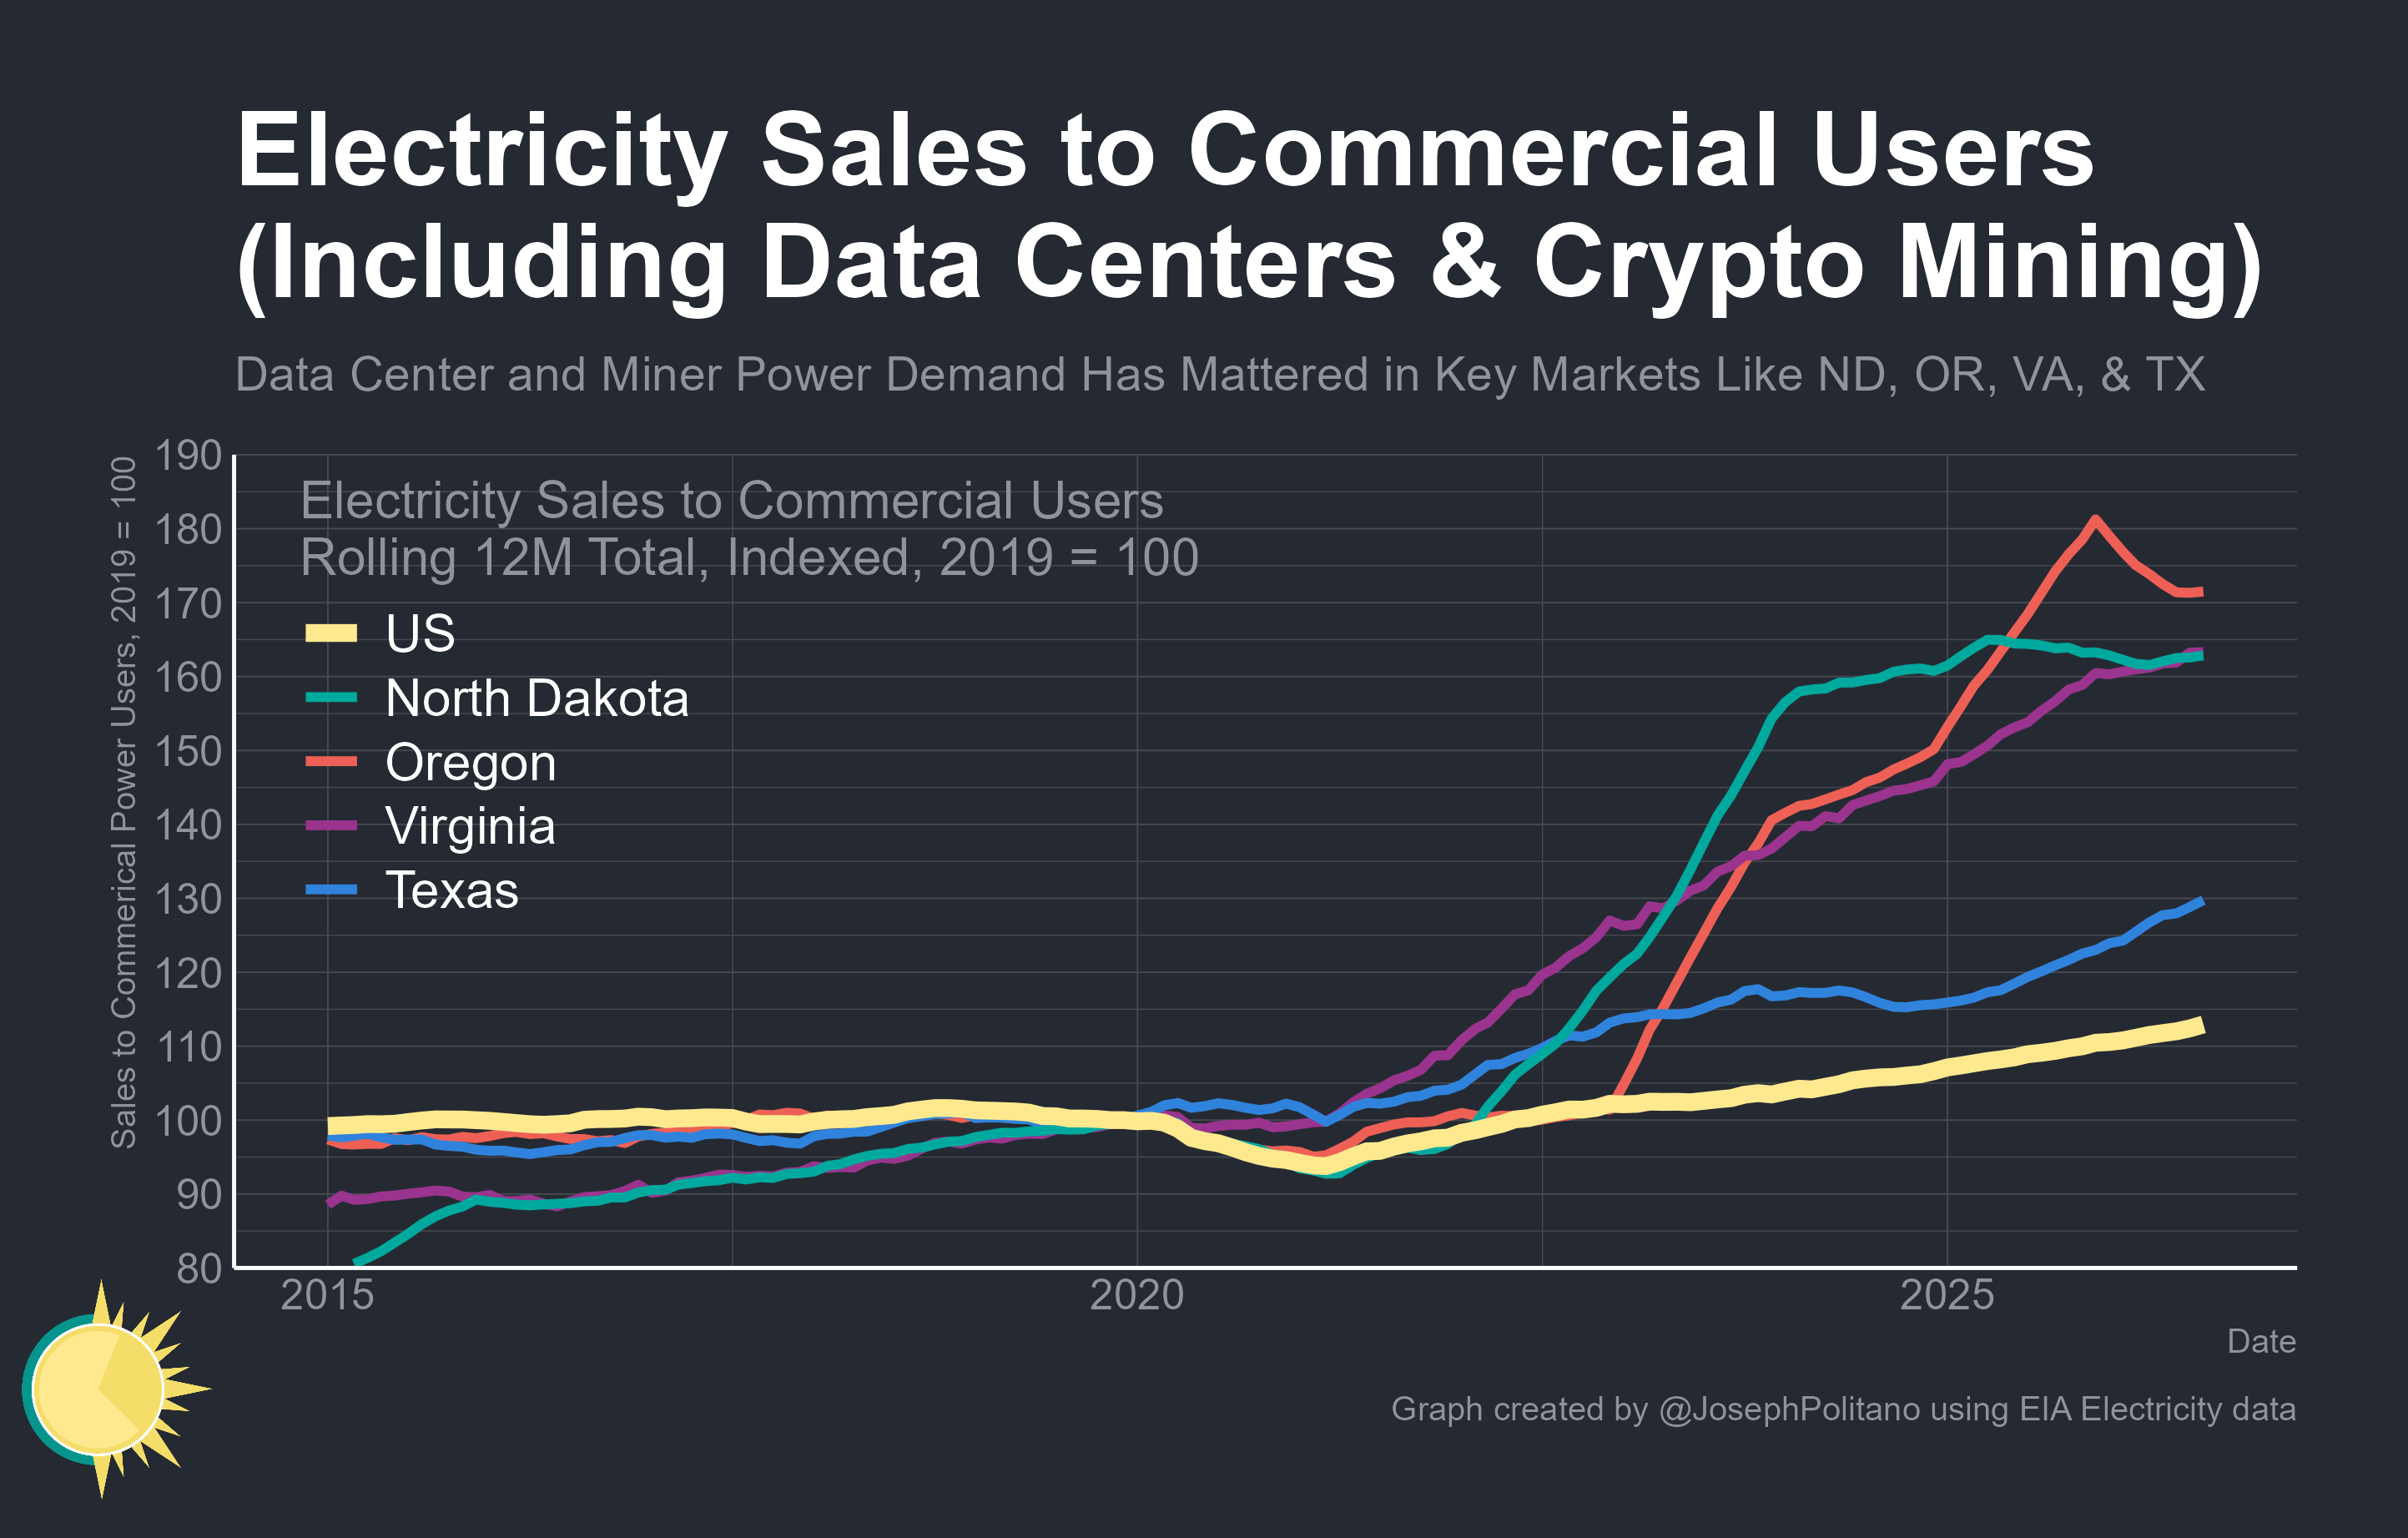 Electricity Sales to Commercial Users
(Including Data Centers & Crypto Mining)
Data Center and Miner Power Demand Has Mattered in Key Markets Like ND, OR, VA, & TX
Sales to Commerical Power Users, 2019 = 100
190
180
170
160
150
140
130
120
110
100
90
80
Electricity Sales to Commercial Users
Rolling 12M Total, Indexed, 2019 = 100
US
North Dakota
Oregon
Virginia
Texas
2015
2020
2025
Date
Graph created by @JosephPolitano using EIA Electricity data